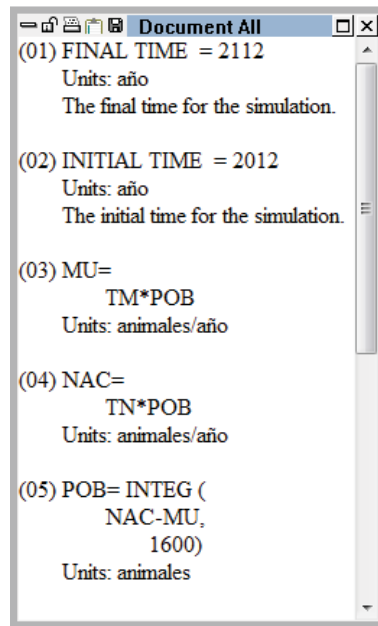 Document All
(01) FINAL TIME = 2112
Units: año
The final time for the simulation.
(02) INITIAL TIME = 2012
Units: año
The initial time for the simulation.
(03) MU=
TM*POB
Units: animales/año
(04) NAC=
TN*POB
Units: animales/año
(05) POB= INTEG (
NAC-MU,
1600)
Units: animales